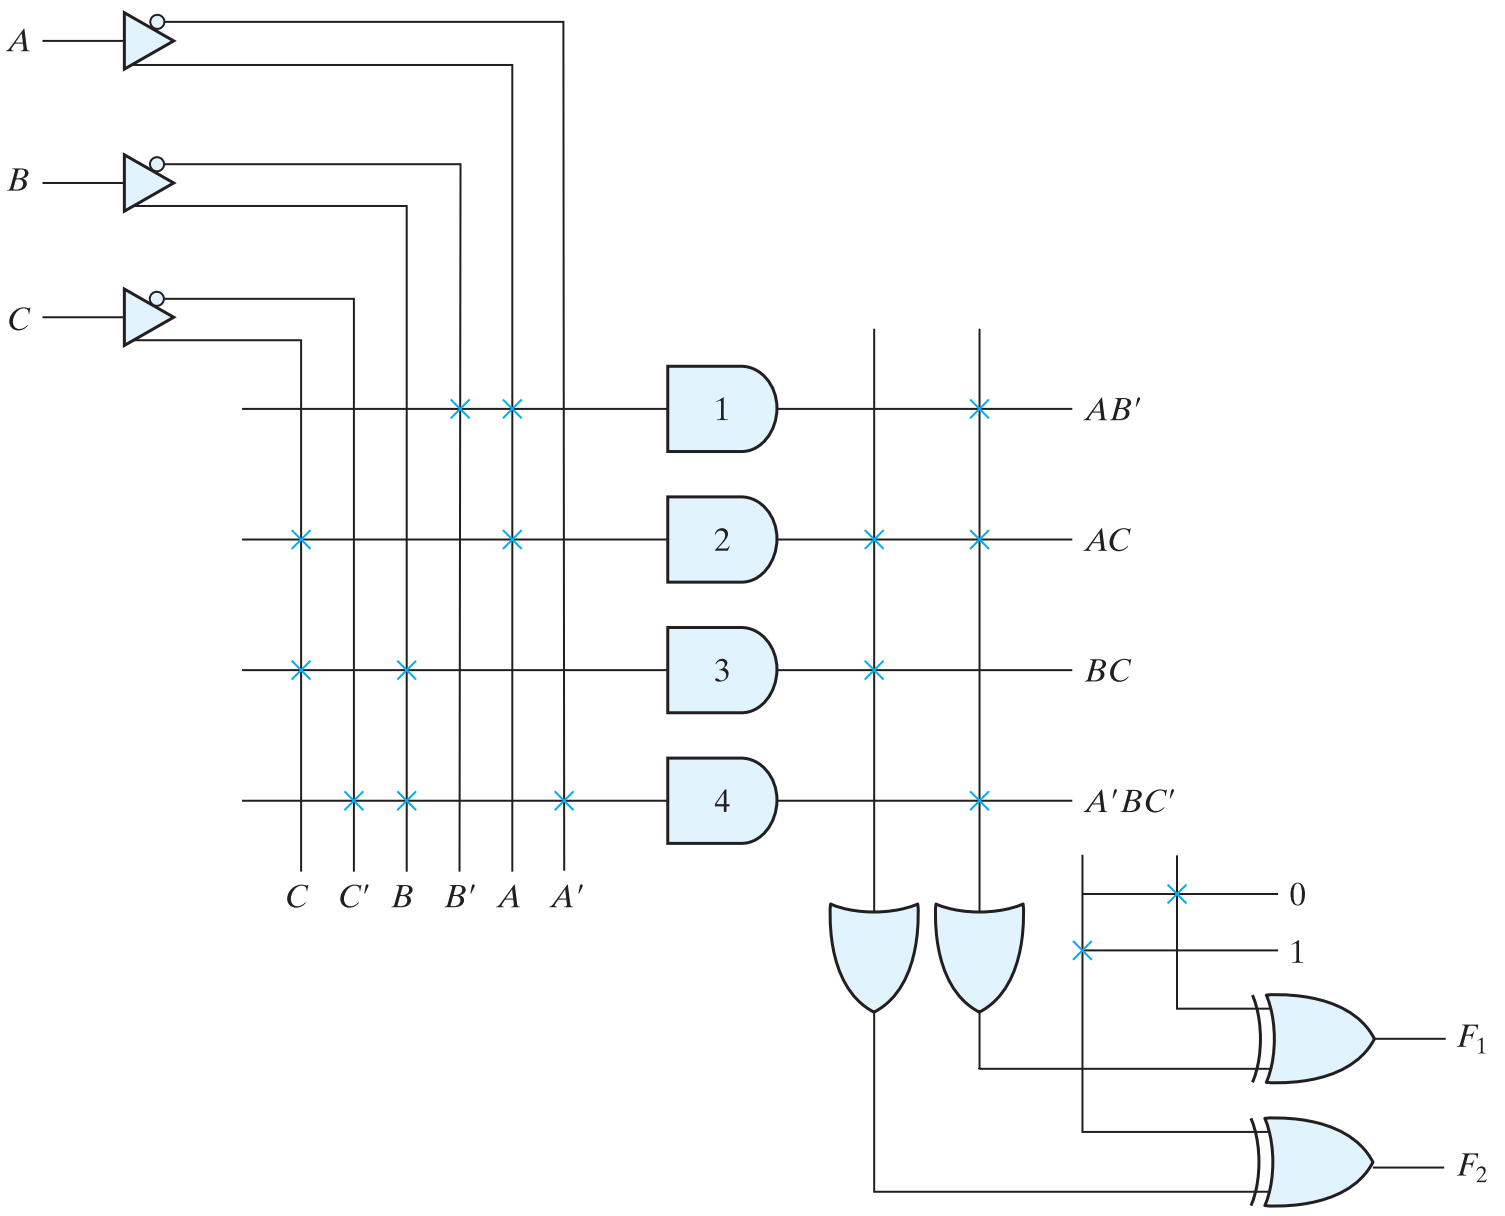 A
B
C
1 AB′
2 AC
3 BC
4 A′BC′
C C′ B B′ A A′
0
1
F1
F2